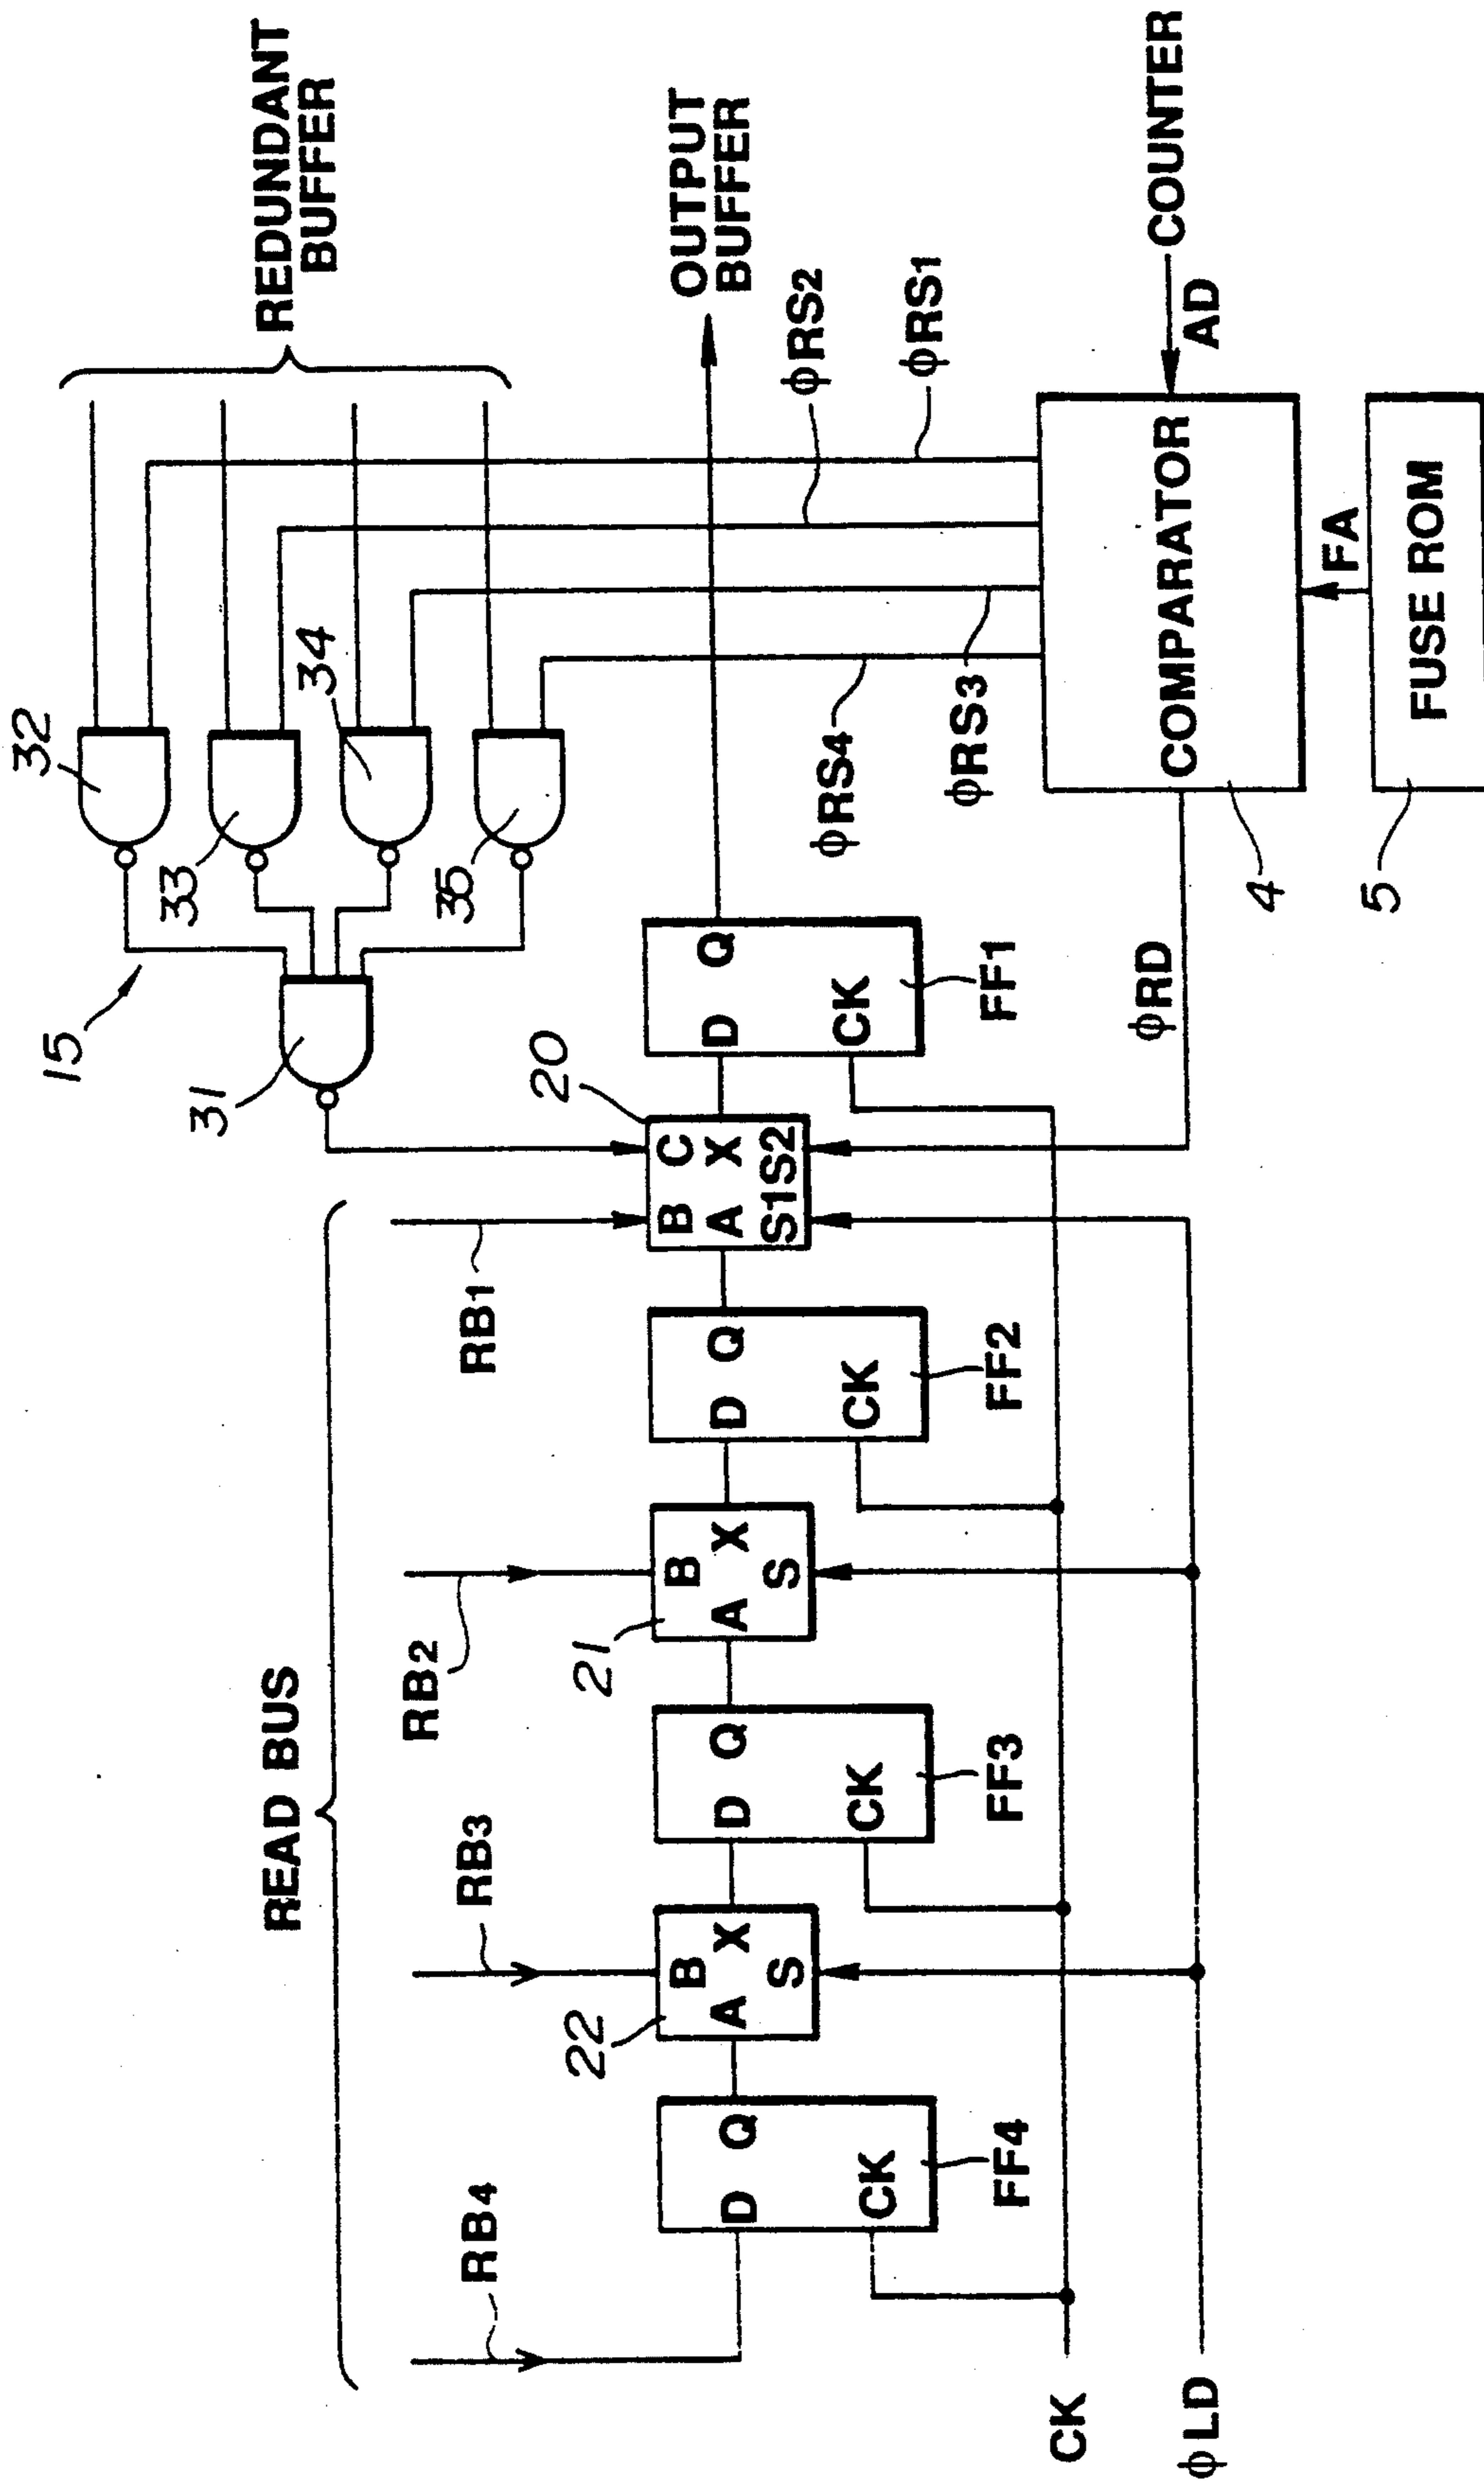 READ BUS
REDUNDANT
BUFFER
32
33
34
35
15
31
RB4
RB3
RB2
RB1
22
21
20
OUTPUT
BUFFER
D Q
CK
FF4
A B X
S
D Q
CK
FF3
A B X
S
D Q
CK
FF2
B C
A X
S1S2
D Q
CK
FF1
φRS4
φRS3
φRS2
φRS1
CK
φLD
φRD
COMPARATOR
4
AD
COUNTER
FA
FUSE ROM
5